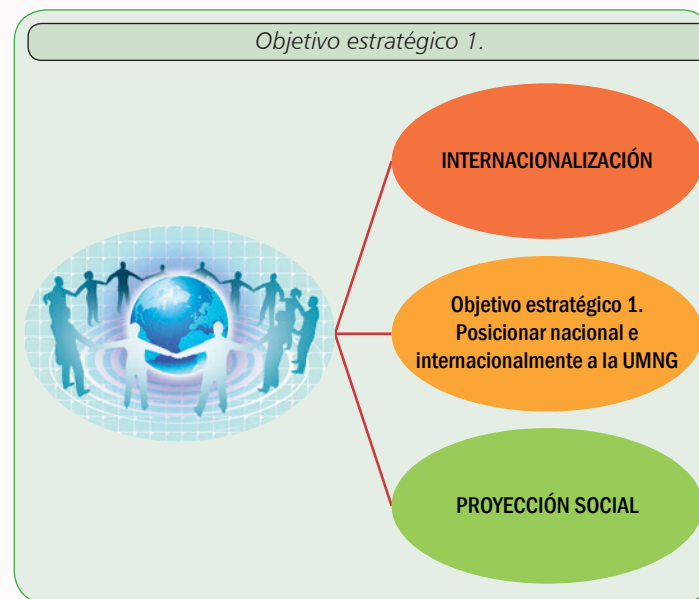 Objetivo estratégico 1.
INTERNACIONALIZACIÓN
Objetivo estratégico 1.
Posicionar nacional e
internacionalmente a la UMNG
PROYECCIÓN SOCIAL